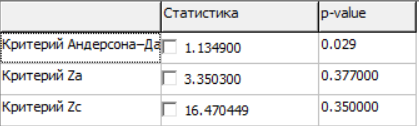 Статистика p-value
Критерий Андерсона–Да 1.134900 0.029
Критерий Za 3.350300 0.377000
Критерий Zc 16.470449 0.350000